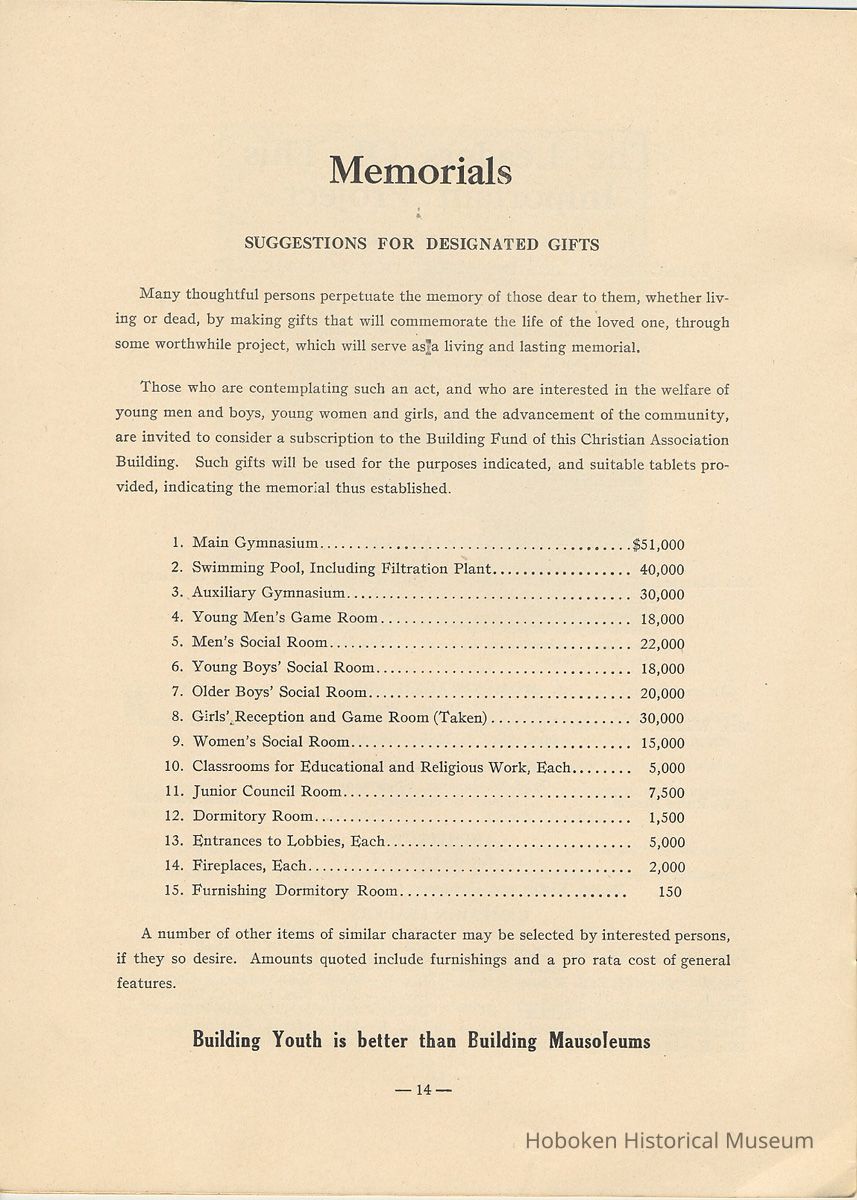 Memorials
SUGGESTIONS FOR DESIGNATED GIFTS
Many thoughtful persons perpetuate the memory of those dear to them, whether liv-
ing or dead, by making gifts that will commemorate the life of the loved one, through
some worthwhile project, which will serve as a living and lasting memorial.
Those who are contemplating such an act, and who are interested in the welfare of
young men and boys, young women and girls, and the advancement of the community,
are invited to consider a subscription to the Building Fund of this Christian Association
Building. Such gifts will be used for the purposes indicated, and suitable tablets pro-
vided, indicating the memorial thus established.
1. Main Gymnasium........................................$51,000
2. Swimming Pool, Including Filtration Plant.................. 40,000
3. Auxiliary Gymnasium..................................... 30,000
4. Young Men's Game Room................................ 18,000
5. Men's Social Room....................................... 22,000
6. Young Boys' Social Room................................. 18,000
7. Older Boys' Social Room.................................. 20,000
8. Girls' Reception and Game Room (Taken)................. 30,000
9. Women's Social Room.................................... 15,000
10. Classrooms for Educational and Religious Work, Each........ 5,000
11. Junior Council Room..................................... 7,500
12. Dormitory Room........................................ 1,500
13. Entrances to Lobbies, Each................................ 5,000
14. Fireplaces, Each......................................... 2,000
15. Furnishing Dormitory Room............................. 150
A number of other items of similar character may be selected by interested persons,
if they so desire. Amounts quoted include furnishings and a pro rata cost of general
features.
Building Youth is better than Building Mausoleums
— 14 —
Hoboken Historical Museum